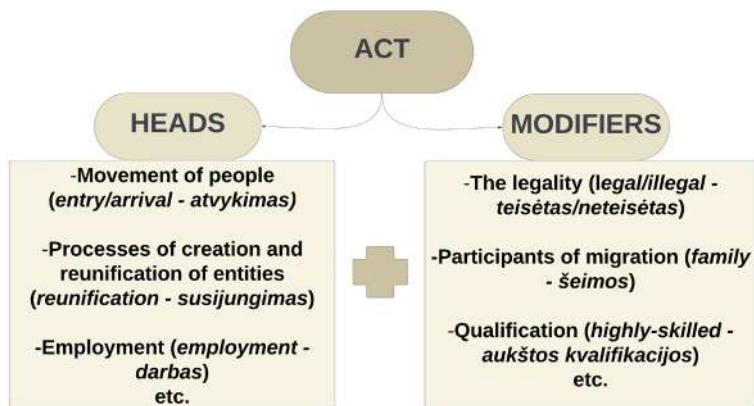 ACT
HEADS
-Movement of people
(entry/arrival - atvykimas)
-Processes of creation and
reunification of entities
(reunification - susijungimas)
-Employment (employment -
darbas)
etc.
MODIFIERS
-The legality (legal/illegal -
teisėtas/neteisėtas)
-Participants of migration (family
- šeimos)
-Qualification (highly-skilled -
aukštos kvalifikacijos)
etc.